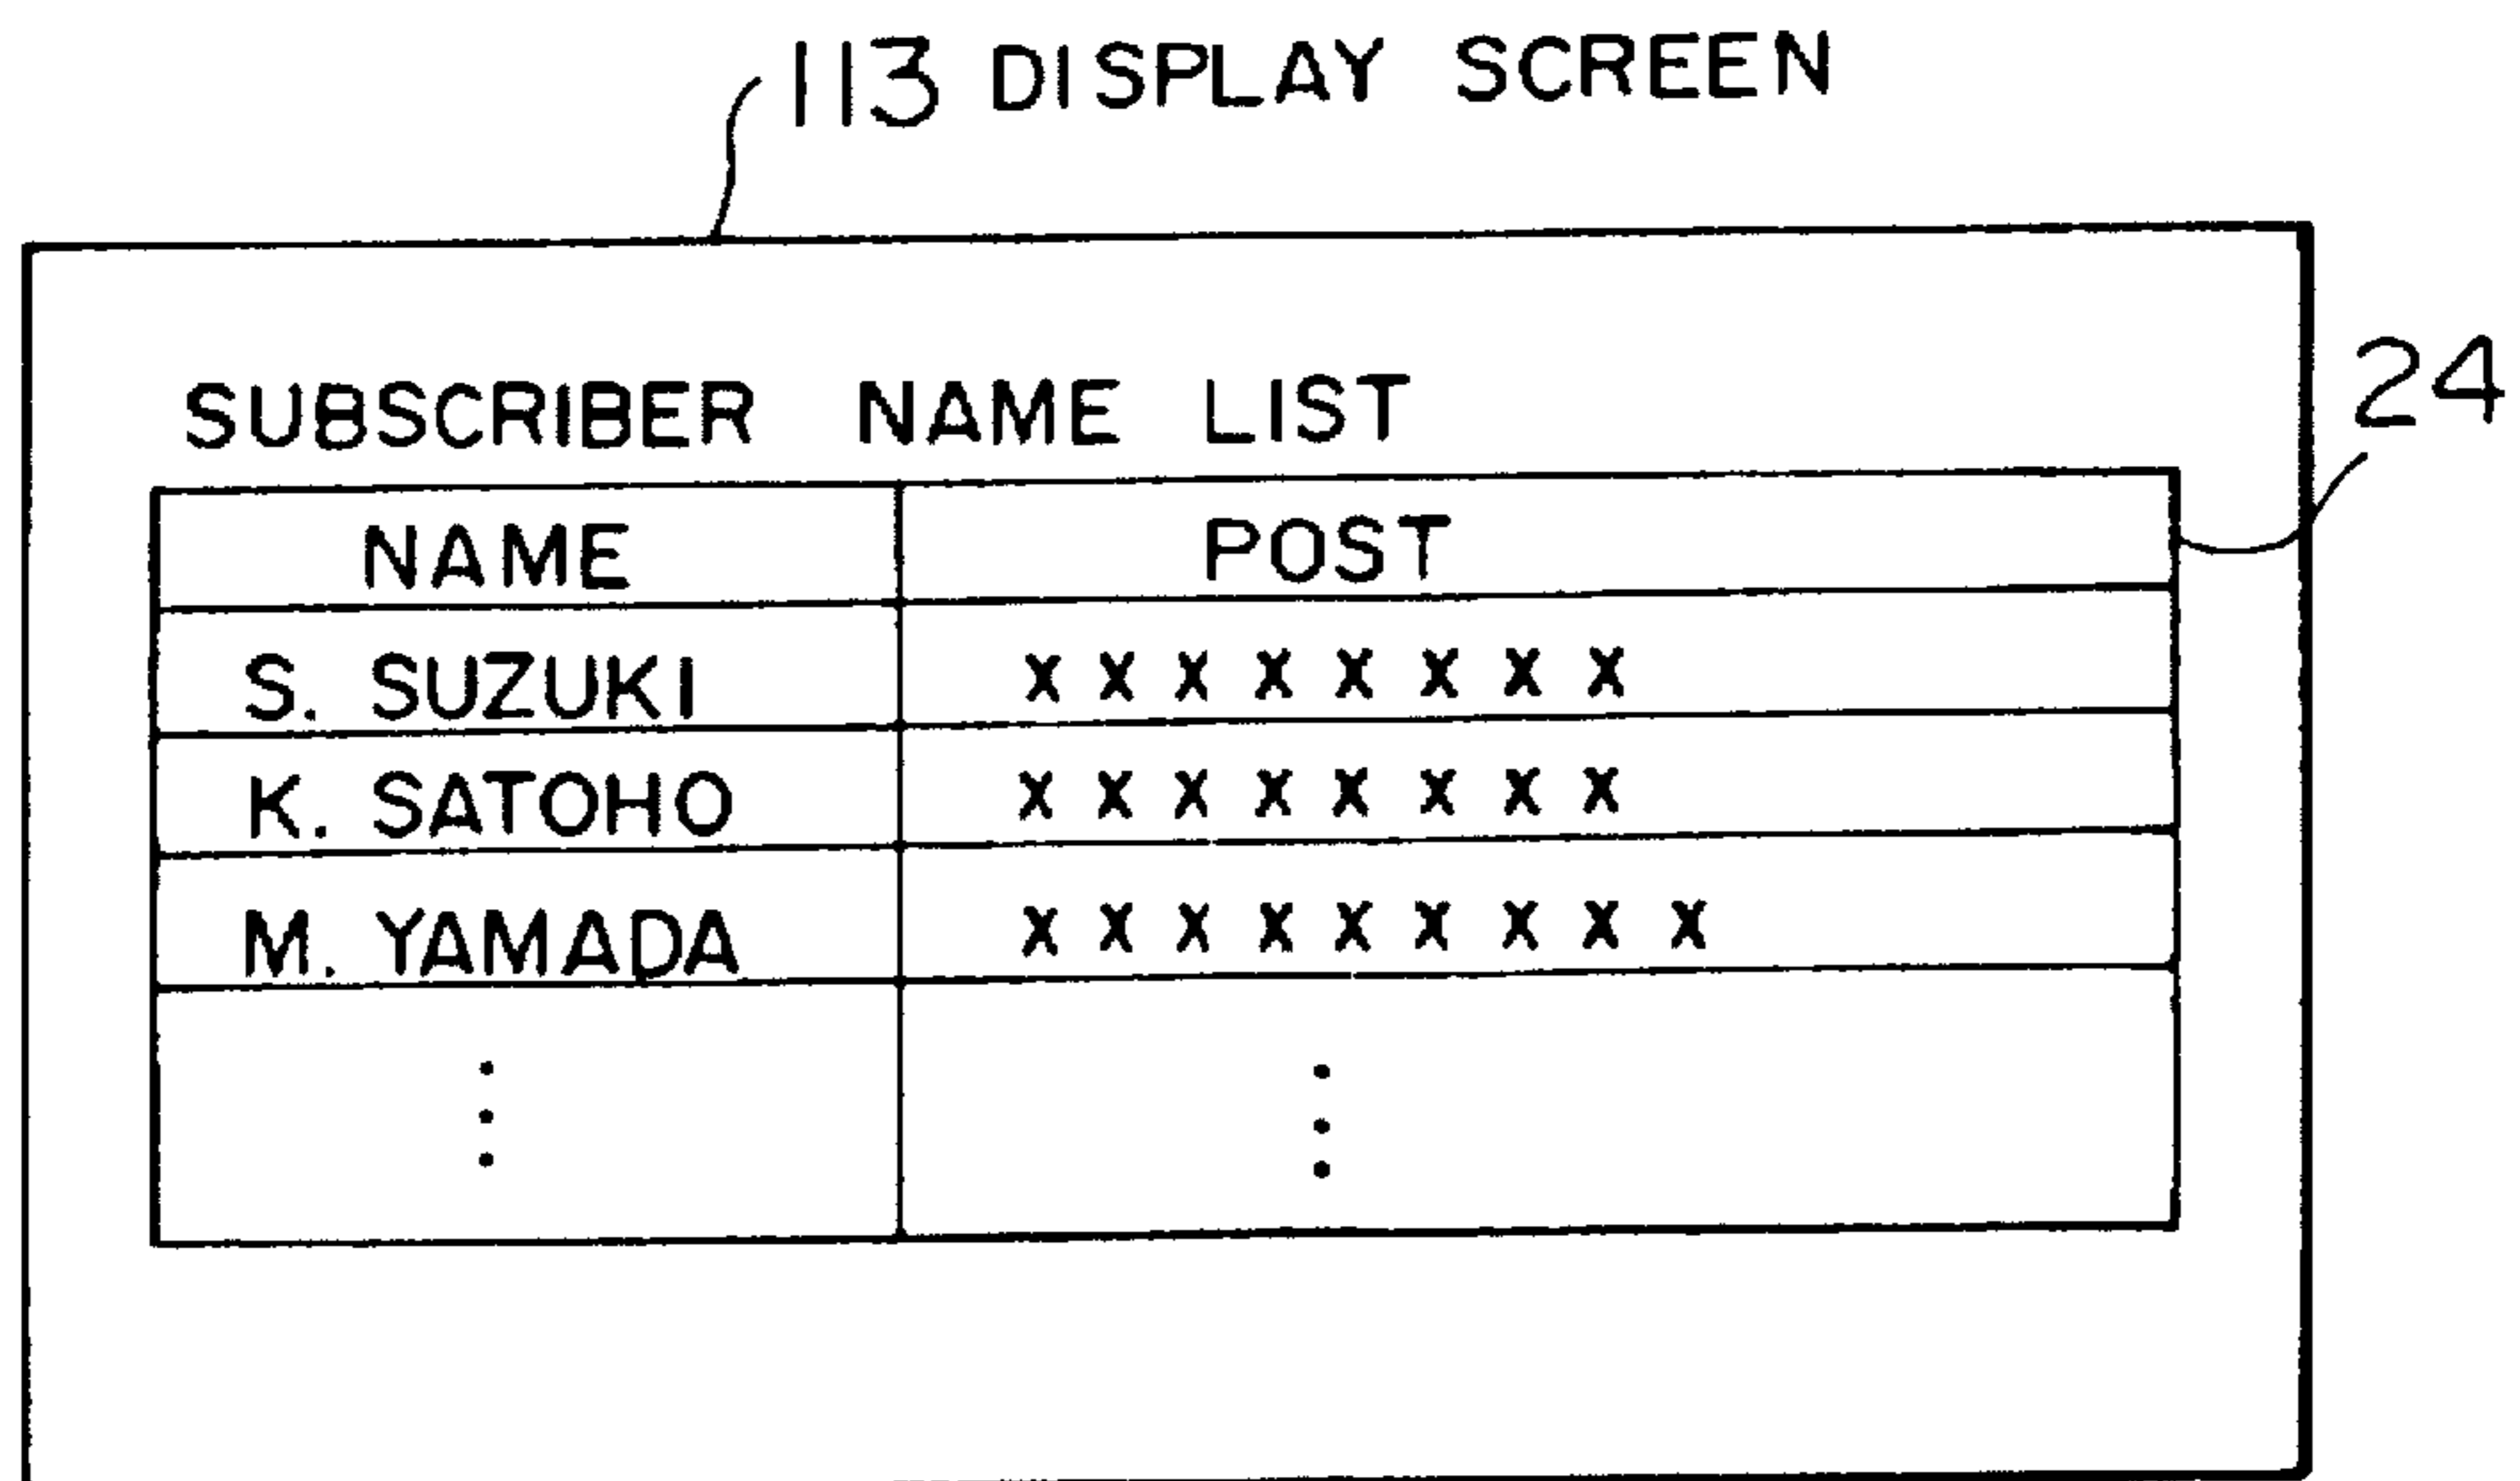 113 DISPLAY SCREEN
24
SUBSCRIBER NAME LIST
NAME POST
S. SUZUKI x x x x x x x x
K. SATOHO x x x x x x x x
M. YAMADA x x x x x x x x x